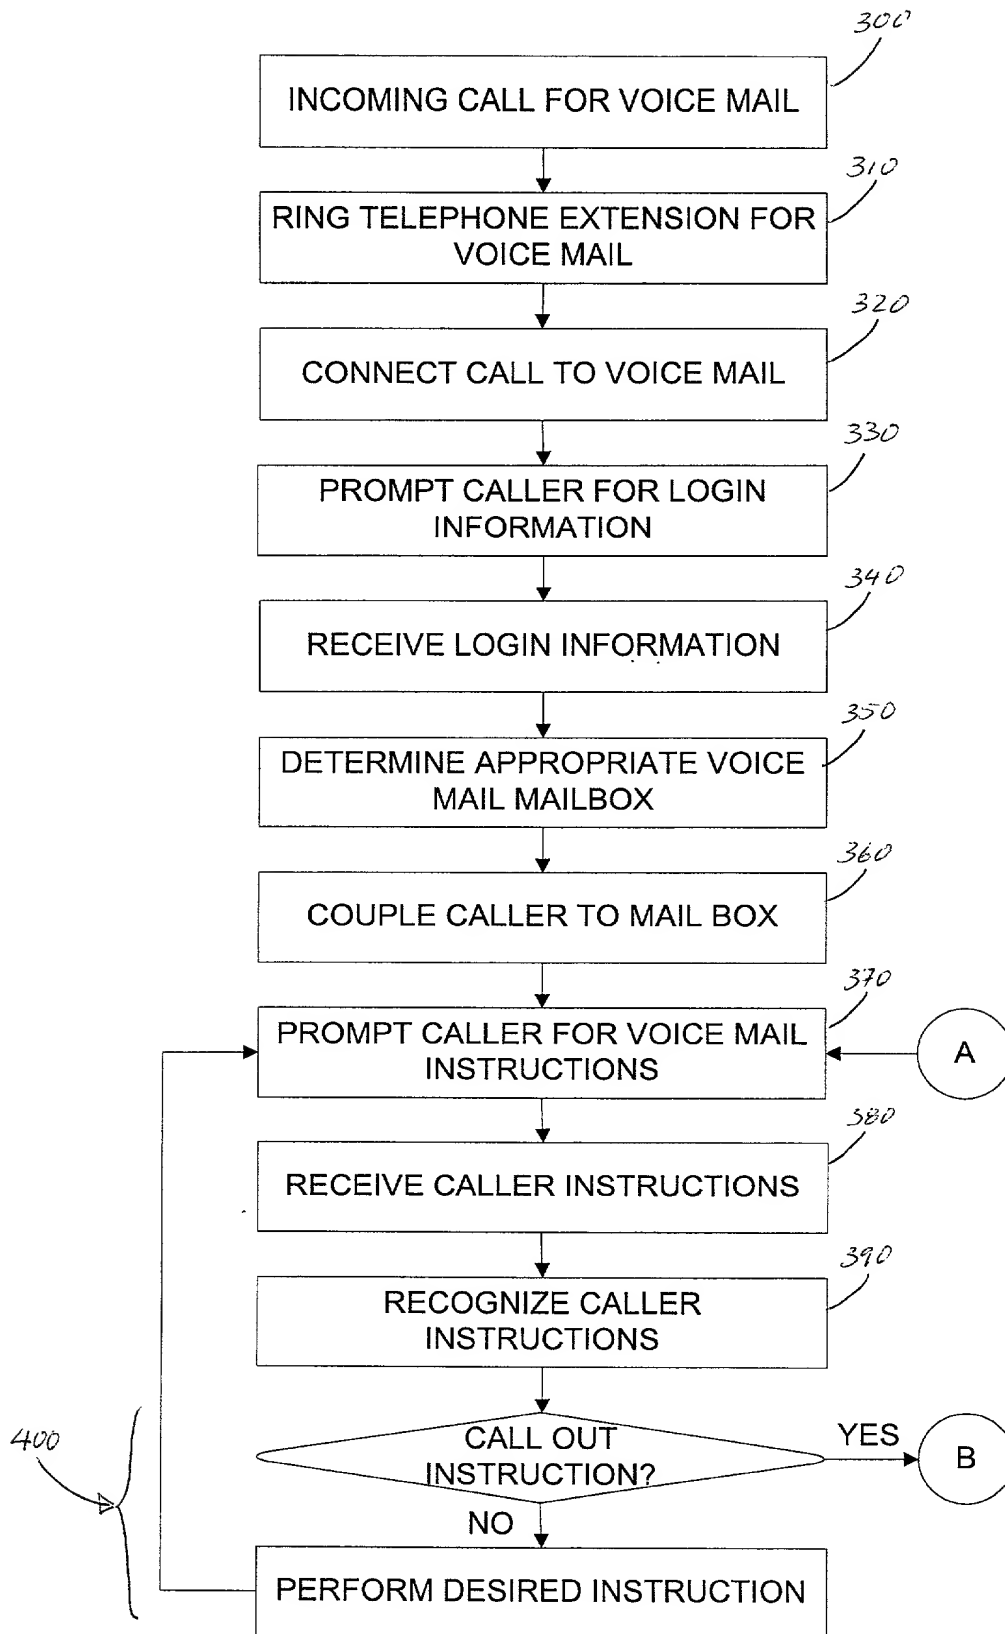 300
INCOMING CALL FOR VOICE MAIL
310
RING TELEPHONE EXTENSION FOR
VOICE MAIL
320
CONNECT CALL TO VOICE MAIL
330
PROMPT CALLER FOR LOGIN
INFORMATION
340
RECEIVE LOGIN INFORMATION
350
DETERMINE APPROPRIATE VOICE
MAIL MAILBOX
360
COUPLE CALLER TO MAIL BOX
370
PROMPT CALLER FOR VOICE MAIL
INSTRUCTIONS
A
380
RECEIVE CALLER INSTRUCTIONS
390
RECOGNIZE CALLER
INSTRUCTIONS
400
CALL OUT
INSTRUCTION?
YES
B
NO
PERFORM DESIRED INSTRUCTION